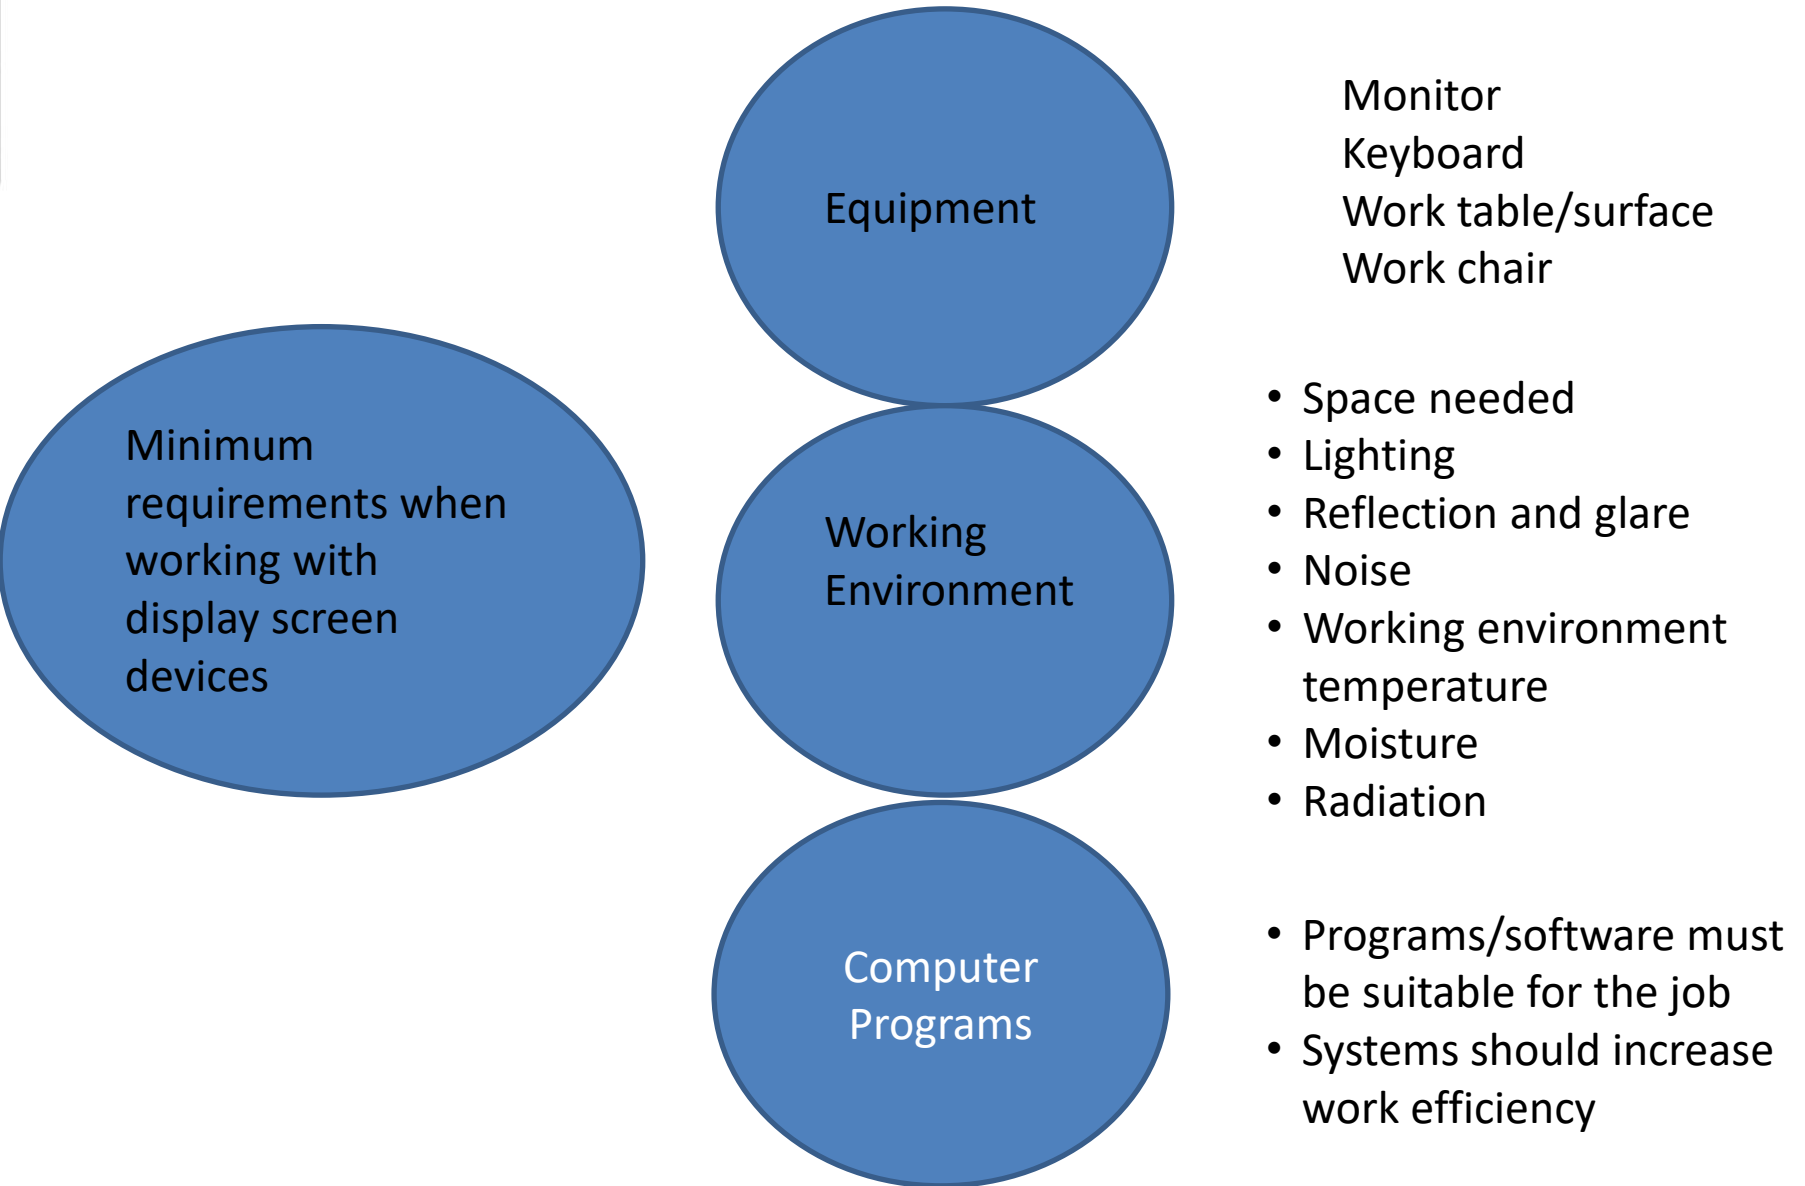 Minimum
requirements when
working with
display screen
devices
Equipment
Monitor
Keyboard
Work table/surface
Work chair
Working
Environment
• Space needed
• Lighting
• Reflection and glare
• Noise
• Working environment
temperature
• Moisture
• Radiation
Computer
Programs
• Programs/software must
be suitable for the job
• Systems should increase
work efficiency